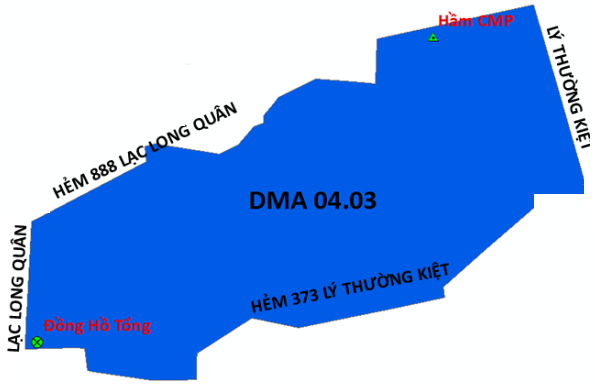 Hầm CMP
LÝ THƯỜNG KIỆT
HẺM 888 LẠC LONG QUÂN
DMA 04.03
LẠC LONG QUÂN
HẺM 373 LÝ THƯỜNG KIỆT
Đồng Hồ Tổng